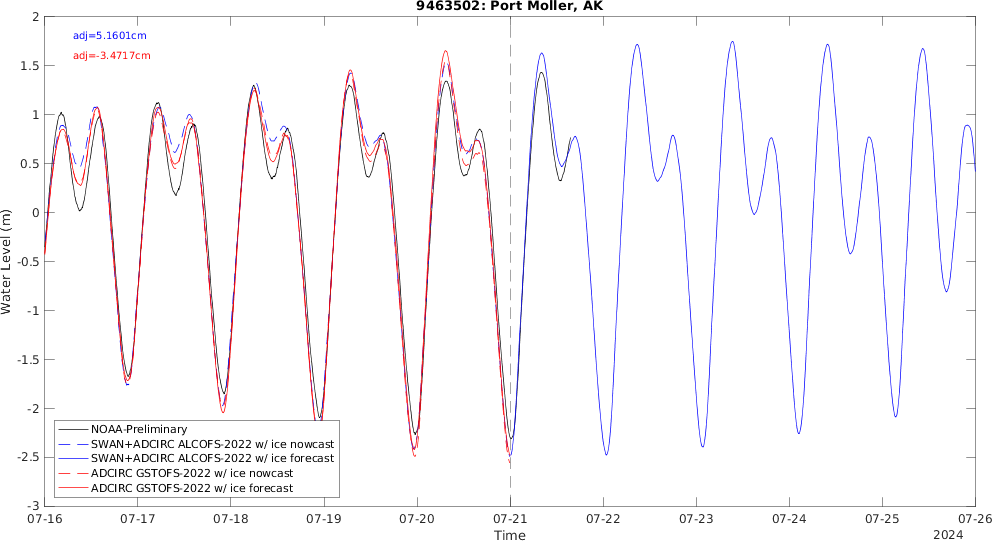 9463502: Port Moller, AK
adj=5.1601cm
adj=-3.4717cm
Water Level (m)
2
1.5
1
0.5
0
-0.5
-1
-1.5
-2
-2.5
-3
NOAA-Preliminary
SWAN+ADCIRC ALCOFS-2022 w/ ice nowcast
SWAN+ADCIRC ALCOFS-2022 w/ ice forecast
ADCIRC GSTOFS-2022 w/ ice nowcast
ADCIRC GSTOFS-2022 w/ ice forecast
07-16 07-17 07-18 07-19 07-20 07-21 07-22 07-23 07-24 07-25 07-26
Time
2024